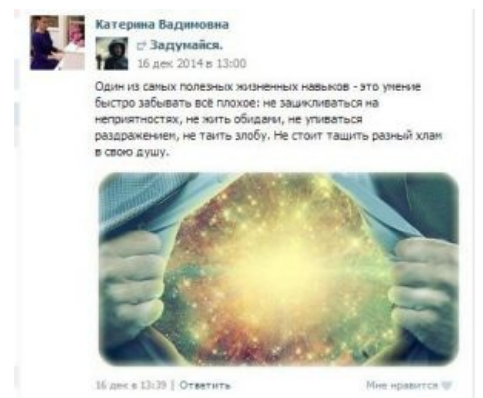 Катерина Вадимовна
Задумайся.
16 дек 2014 в 13:00
Один из самых полезных жизненных навыков - это умение
быстро забывать всё плохое: не зацикливаться на
неприятностях, не жить обидами, не упиваться
раздражением, не таить злобу. Не стоит тащить разный хлам
в свою душу.
16 дек в 13:39 | Ответить
Мне нравится